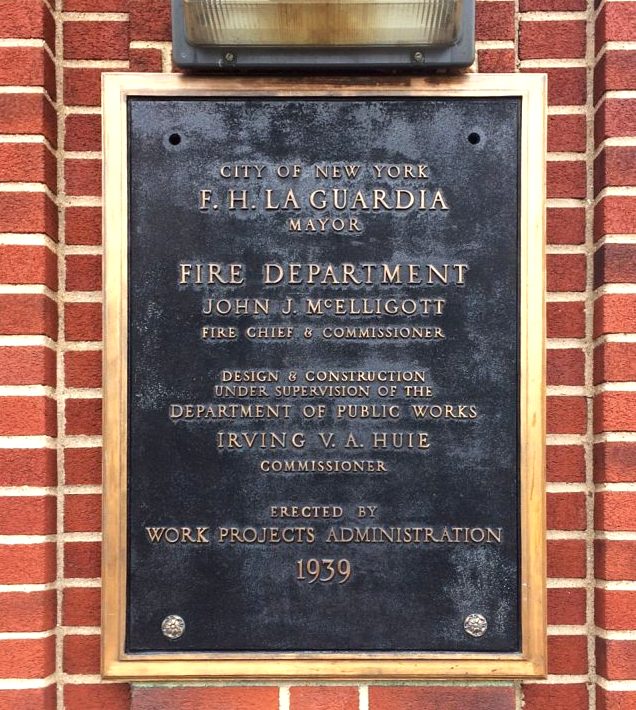 CITY OF NEW YORK
F. H. LA GUARDIA
MAYOR
FIRE DEPARTMENT
JOHN J. McELLIGOTT
FIRE CHIEF & COMMISSIONER
DESIGN & CONSTRUCTION
UNDER SUPERVISION OF THE
DEPARTMENT OF PUBLIC WORKS
IRVING V. A. HUIE
COMMISSIONER
ERECTED BY
WORK PROJECTS ADMINISTRATION
1939